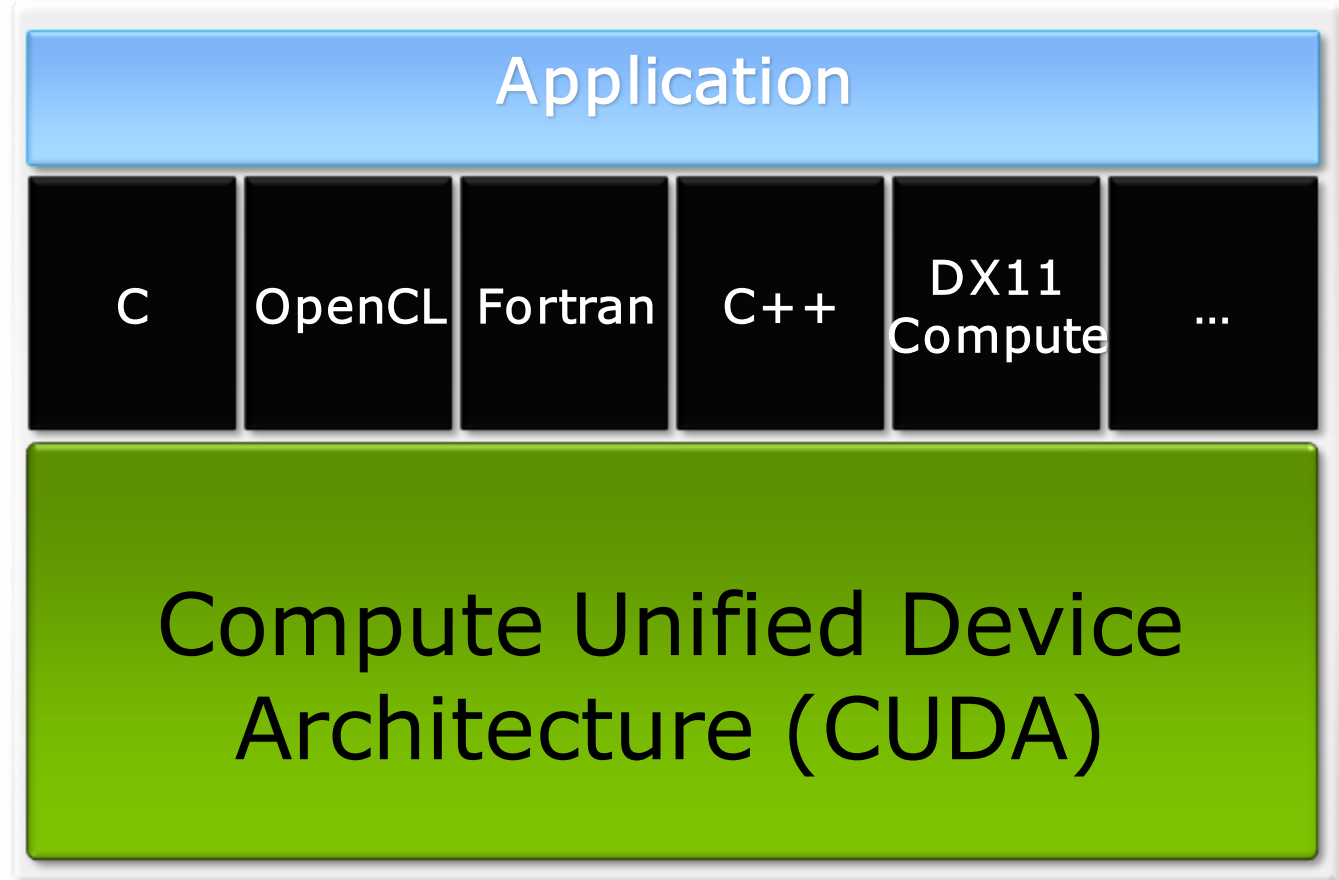 Application
C
OpenCL
Fortran
C++
DX11
Compute
...
Compute Unified Device
Architecture (CUDA)